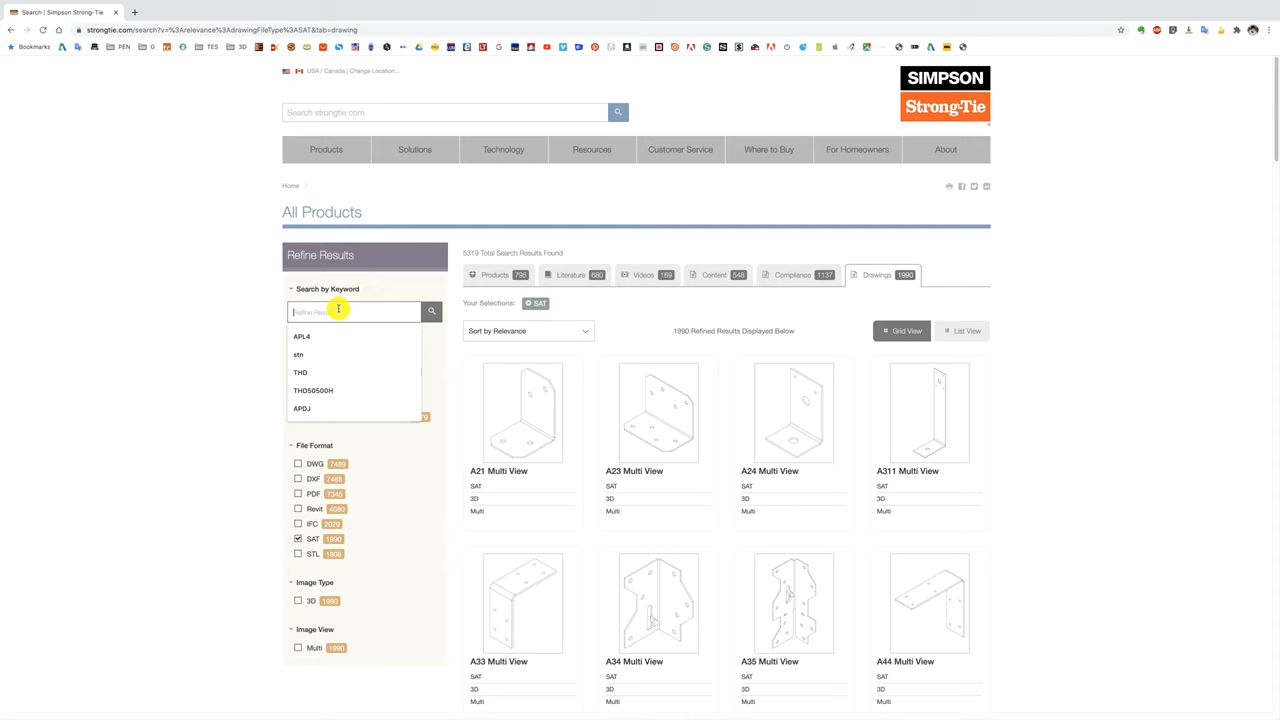 Search | Simpson Strong-Tie
strongtie.com/search?v=%3Arelevance%3AdrawingFileType%3ASAT&tab=drawing
Bookmarks
PEN
G
TES
3D
USA / Canada | Change Location...
Search strongtie.com
SIMPSON
Strong-Tie
Products
Solutions
Technology
Resources
Customer Service
Where to Buy
For Homeowners
About
Home
All Products
Refine Results
Search by Keyword
APL4
stn
THD
THD50500H
APDJ
File Format
DWG 7489
DXF 7488
PDF 7345
Revit 4080
IFC 2029
SAT 1990
STL 1808
Image Type
3D 1990
Image View
Multi 1990
5319 Total Search Results Found
Products 795
Literature 680
Videos 169
Content 548
Compliance 1137
Drawings 1990
Your Selections: SAT
Sort by Relevance
1990 Refined Results Displayed Below
Grid View
List View
A21 Multi View
SAT
3D
Multi
A23 Multi View
SAT
3D
Multi
A24 Multi View
SAT
3D
Multi
A311 Multi View
SAT
3D
Multi
A33 Multi View
SAT
3D
Multi
A34 Multi View
SAT
3D
Multi
A35 Multi View
SAT
3D
Multi
A44 Multi View
SAT
3D
Multi